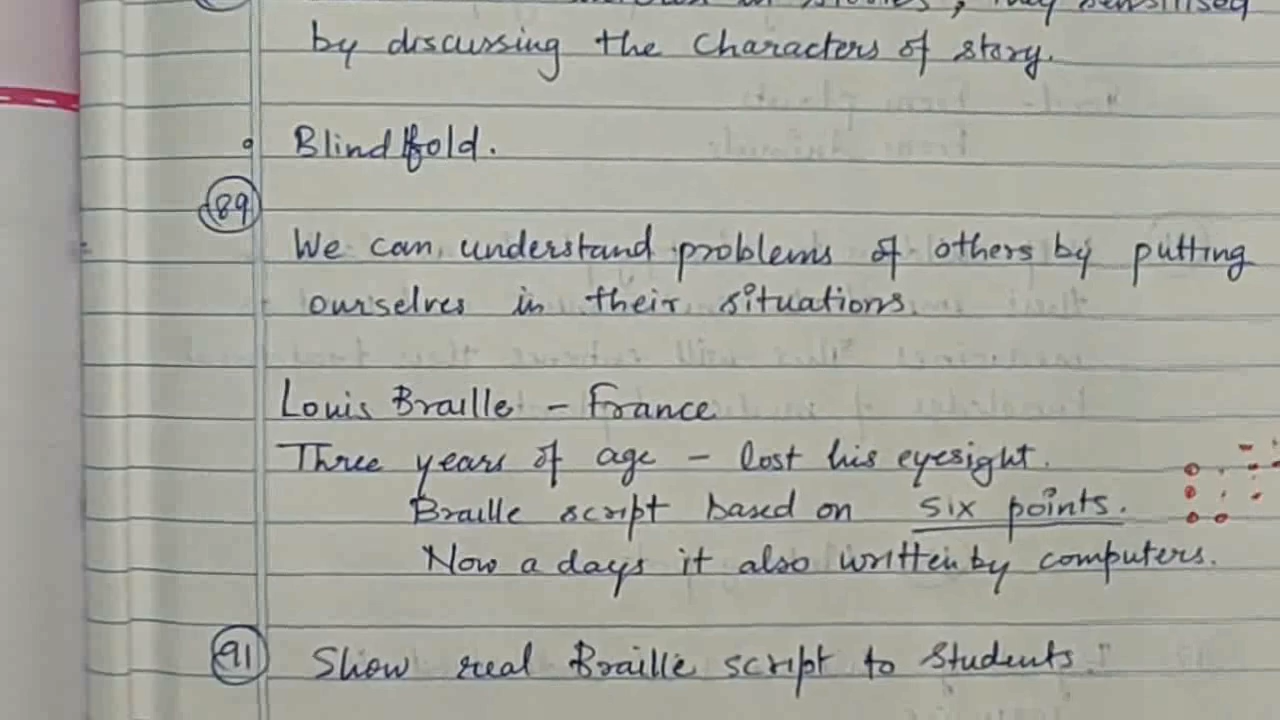 by discussing the characters of story.
Blindfold.
89
We can understand problems of others by putting
ourselves in their situations.
Louis Braille - France
Three years of age - lost his eyesight.
Braille script based on six points.
Now a days it also written by computers.
91 Show real Braille script to students."